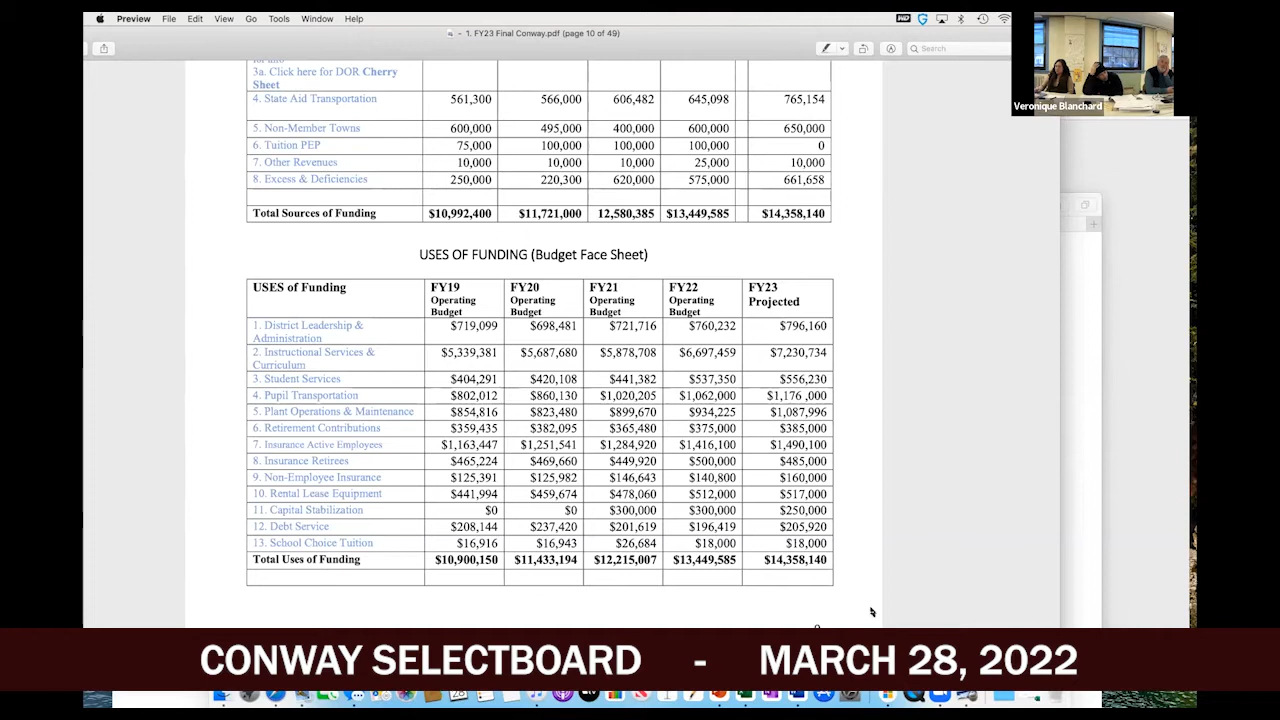 Preview File Edit View Go Tools Window Help
1. FY23 Final Conway.pdf (page 10 of 49)
Search
Veronique Blanchard
3a. Click here for DOR Cherry
Sheet
4. State Aid Transportation 561,300 566,000 606,482 645,098 765,154
5. Non-Member Towns 600,000 495,000 400,000 600,000 650,000
6. Tuition PEP 75,000 100,000 100,000 100,000 0
7. Other Revenues 10,000 10,000 10,000 25,000 10,000
8. Excess & Deficiencies 250,000 220,300 620,000 575,000 661,658
Total Sources of Funding $10,992,400 $11,721,000 12,580,385 $13,449,585 $14,358,140
USES OF FUNDING (Budget Face Sheet)
USES of Funding FY19 FY20 FY21 FY22 FY23
Operating Operating Operating Operating Projected
Budget Budget Budget Budget
1. District Leadership & $719,099 $698,481 $721,716 $760,232 $796,160
Administration
2. Instructional Services & $5,339,381 $5,687,680 $5,878,708 $6,697,459 $7,230,734
Curriculum
3. Student Services $404,291 $420,108 $441,382 $537,350 $556,230
4. Pupil Transportation $802,012 $860,130 $1,020,205 $1,062,000 $1,176 ,000
5. Plant Operations & Maintenance $854,816 $823,480 $899,670 $934,225 $1,087,996
6. Retirement Contributions $359,435 $382,095 $365,480 $375,000 $385,000
7. Insurance Active Employees $1,163,447 $1,251,541 $1,284,920 $1,416,100 $1,490,100
8. Insurance Retirees $465,224 $469,660 $449,920 $500,000 $485,000
9. Non-Employee Insurance $125,391 $125,982 $146,643 $140,800 $160,000
10. Rental Lease Equipment $441,994 $459,674 $478,060 $512,000 $517,000
11. Capital Stabilization $0 $0 $300,000 $300,000 $250,000
12. Debt Service $208,144 $237,420 $201,619 $196,419 $205,920
13. School Choice Tuition $16,916 $16,943 $26,684 $18,000 $18,000
Total Uses of Funding $10,900,150 $11,433,194 $12,215,007 $13,449,585 $14,358,140
CONWAY SELECTBOARD - MARCH 28, 2022